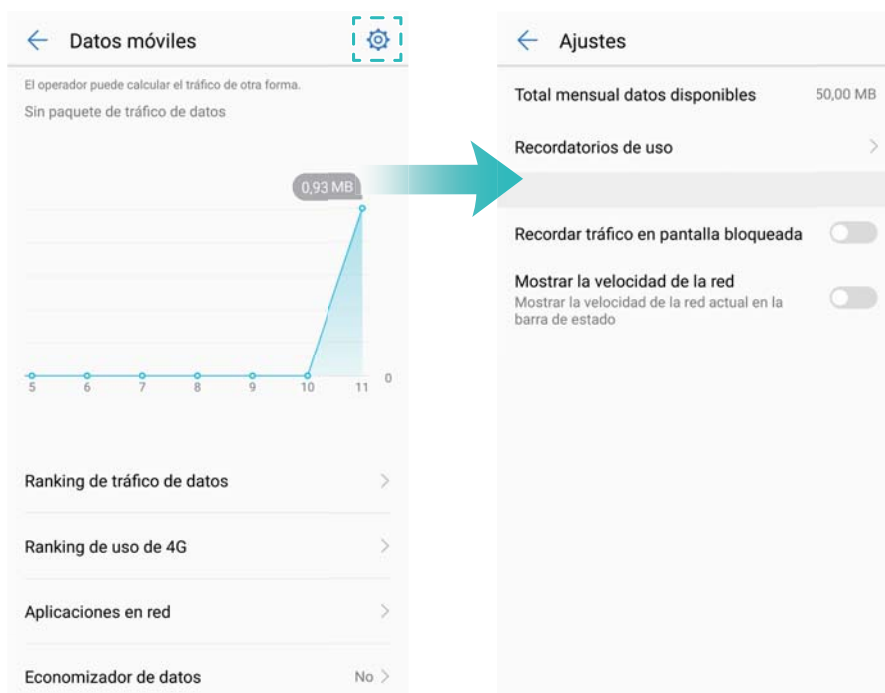 Datos móviles
El operador puede calcular el tráfico de otra forma.
Sin paquete de tráfico de datos
0,93 MB
0
5 6 7 8 9 10 11
Ranking de tráfico de datos
Ranking de uso de 4G
Aplicaciones en red
Economizador de datos No
Ajustes
Total mensual datos disponibles 50,00 MB
Recordatorios de uso
Recordar tráfico en pantalla bloqueada
Mostrar la velocidad de la red
Mostrar la velocidad de la red actual en la
barra de estado